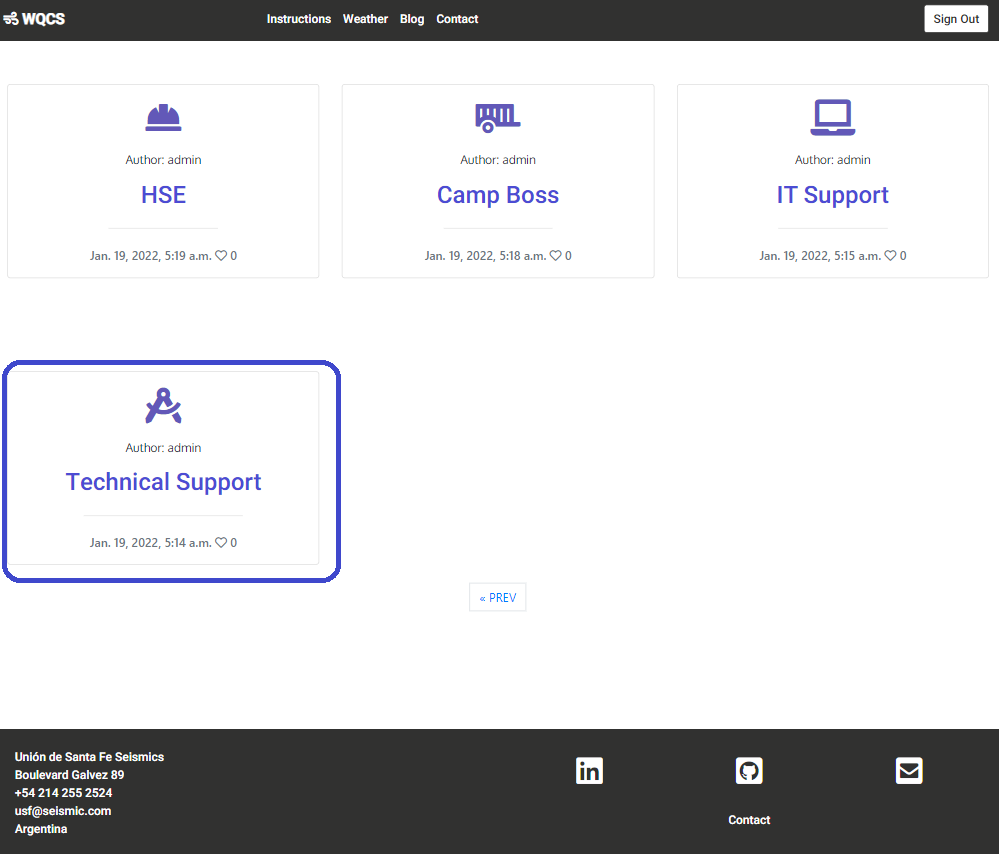 WQCS
Instructions Weather Blog Contact
Sign Out
Author: admin
HSE
Jan. 19, 2022, 5:19 a.m. 0
Author: admin
Camp Boss
Jan. 19, 2022, 5:18 a.m. 0
Author: admin
IT Support
Jan. 19, 2022, 5:15 a.m. 0
Author: admin
Technical Support
Jan. 19, 2022, 5:14 a.m. 0
« PREV
Unión de Santa Fe Seismics
Boulevard Galvez 89
+54 214 255 2524
usf@seismic.com
Argentina
in
Contact